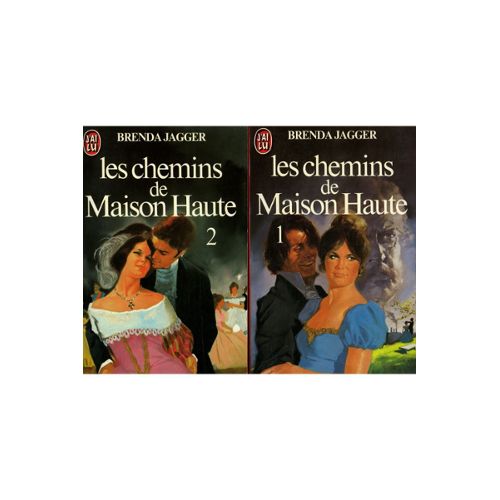 J'AI
LU
BRENDA JAGGER
les chemins
de
Maison Haute
2
J'AI
LU
BRENDA JAGGER
les chemins
de
Maison Haute
1